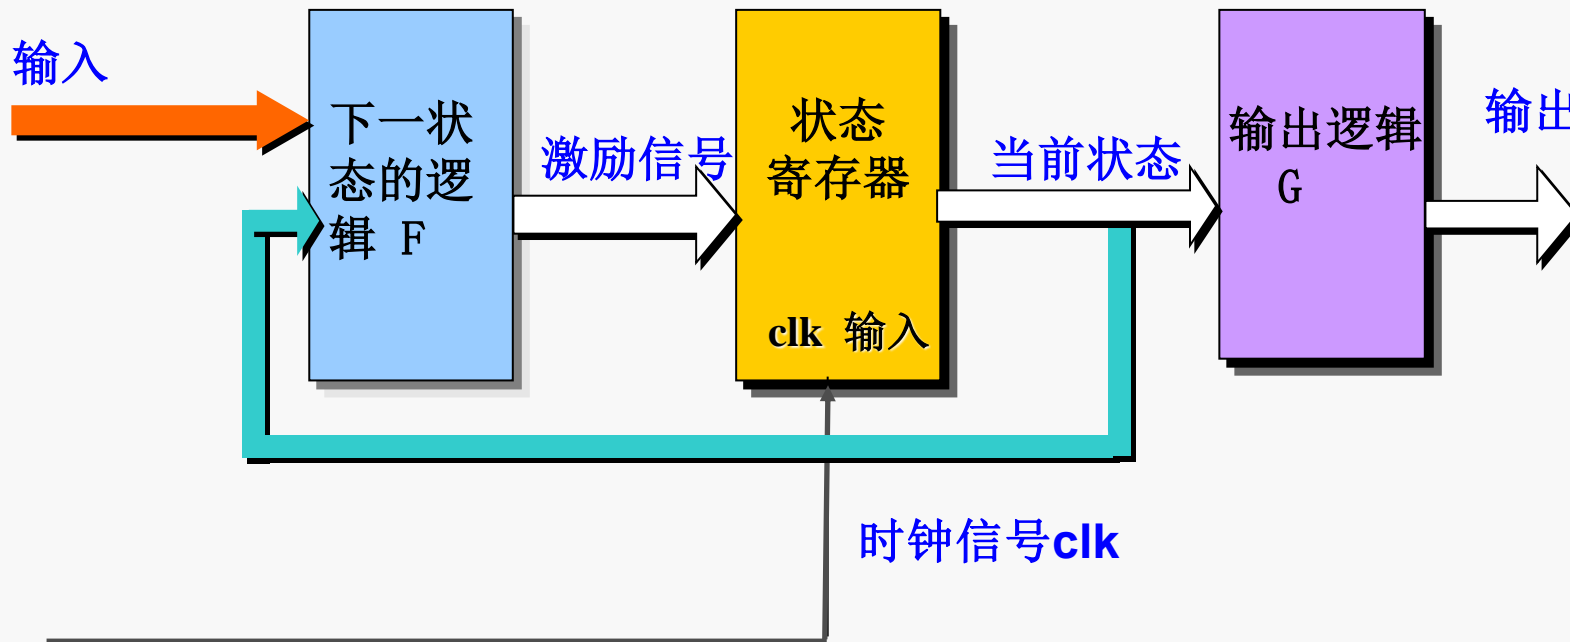 输入
下一状
态的逻
辑 F
激励信号
状态
寄存器
clk 输入
当前状态
输出逻辑
G
输出
时钟信号clk